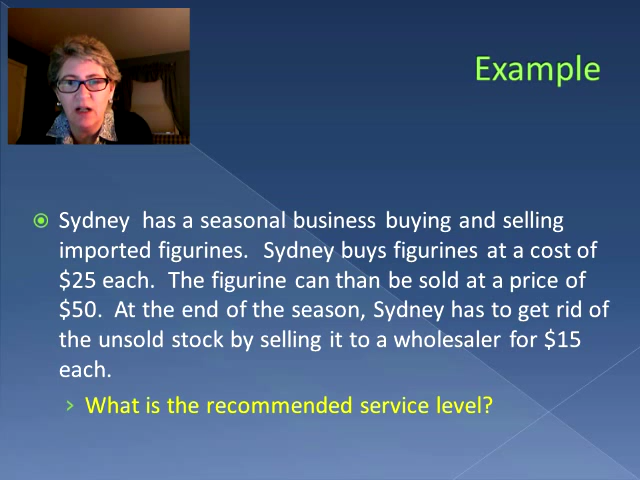 Example
Sydney has a seasonal business buying and selling
imported figurines. Sydney buys figurines at a cost of
$25 each. The figurine can than be sold at a price of
$50. At the end of the season, Sydney has to get rid of
the unsold stock by selling it to a wholesaler for $15
each.
What is the recommended service level?